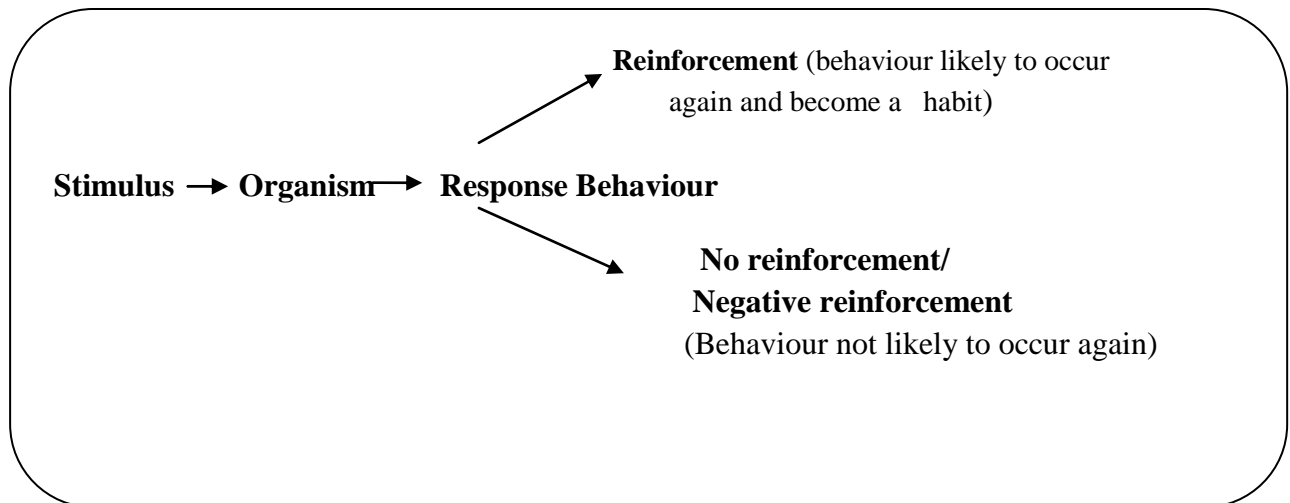 Reinforcement (behaviour likely to occur
again and become a habit)
Stimulus → Organism → Response Behaviour
No reinforcement/
Negative reinforcement
(Behaviour not likely to occur again)